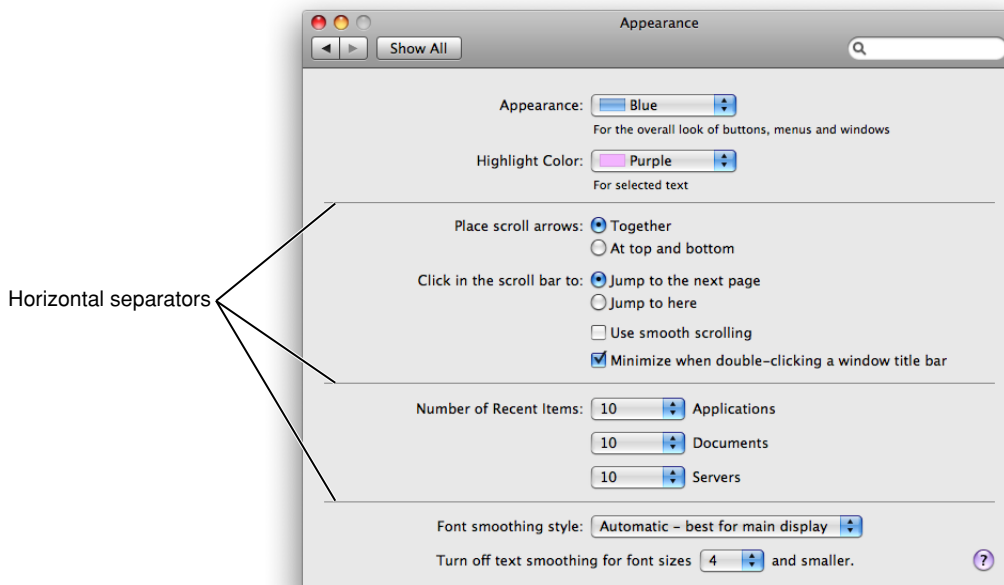 Appearance
Show All
Appearance: Blue
For the overall look of buttons, menus and windows
Highlight Color: Purple
For selected text
Place scroll arrows: Together
At top and bottom
Click in the scroll bar to: Jump to the next page
Horizontal separators
Jump to here
Use smooth scrolling
Minimize when double-clicking a window title bar
Number of Recent Items: 10 Applications
10 Documents
10 Servers
Font smoothing style: Automatic – best for main display
Turn off text smoothing for font sizes 4 and smaller. ?